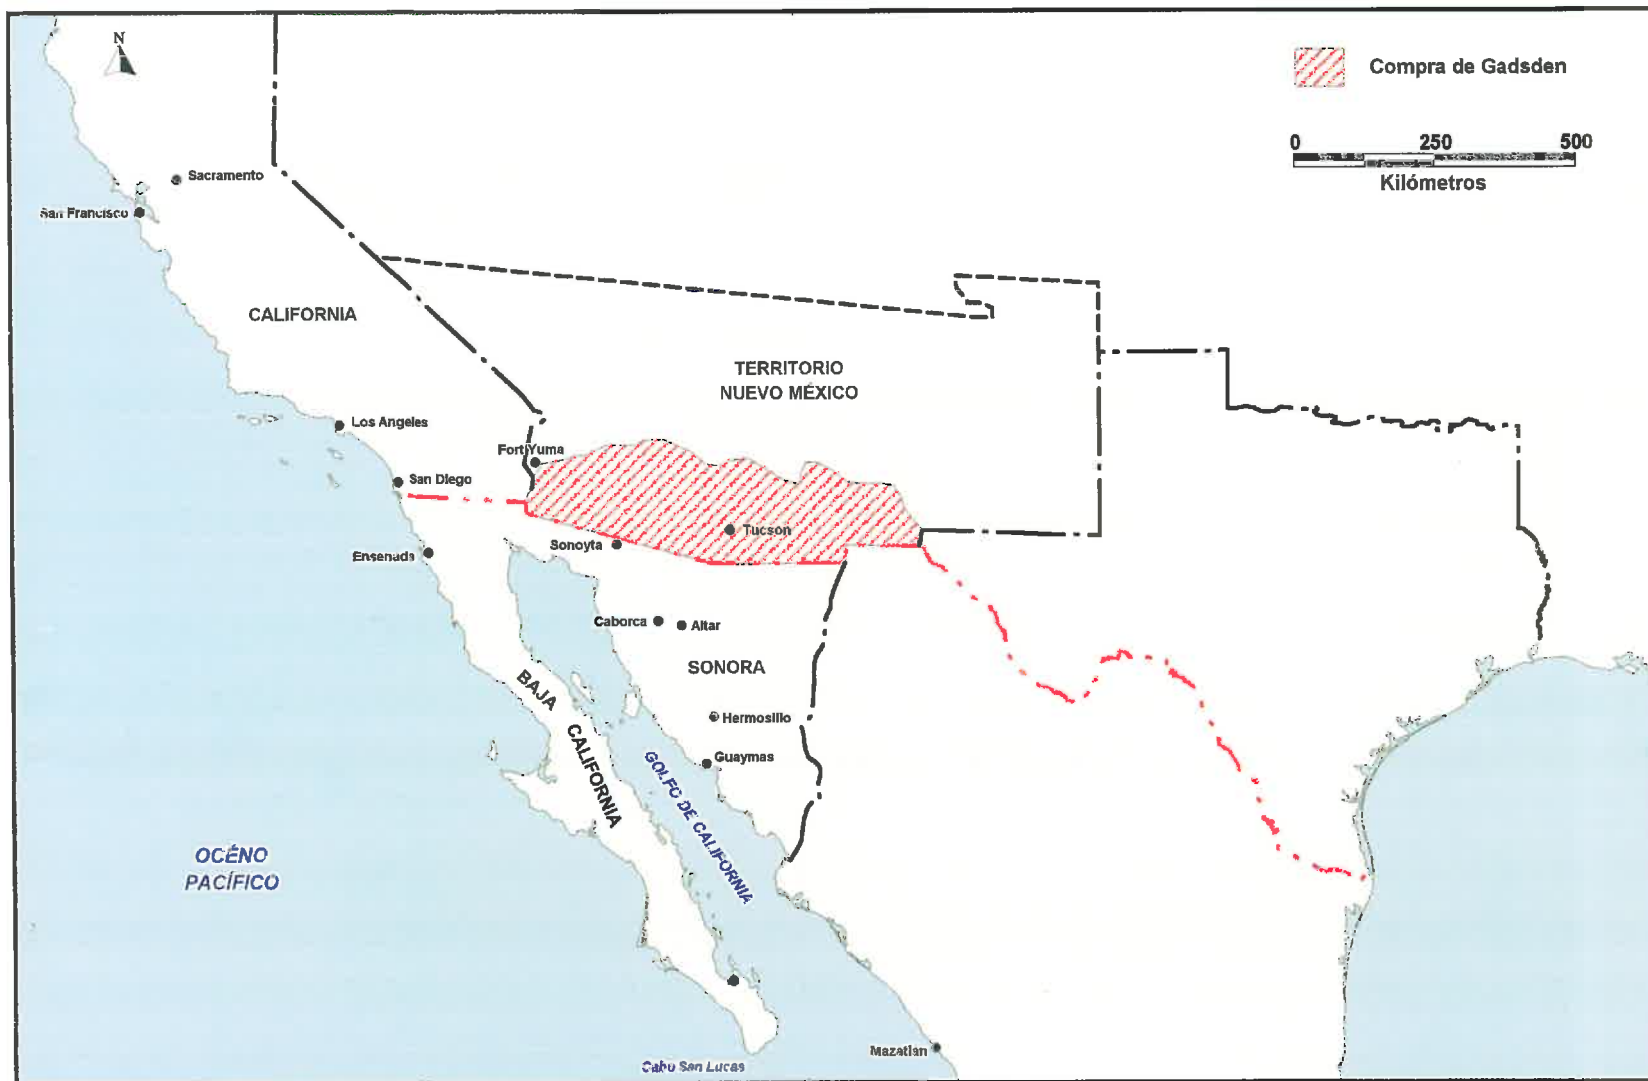 N
Compra de Gadsden
0 250 500
Kilómetros
Sacramento
San Francisco
CALIFORNIA
TERRITORIO
NUEVO MÉXICO
Los Angeles
Fort Yuma
San Diego
Tucson
Sonoyta
Ensenada
Caborca
Altar
SONORA
BAJA
CALIFORNIA
Hermosillo
Guaymas
GOLFO DE CALIFORNIA
OCÉNO
PACÍFICO
Mazatlan
Cabo San Lucas